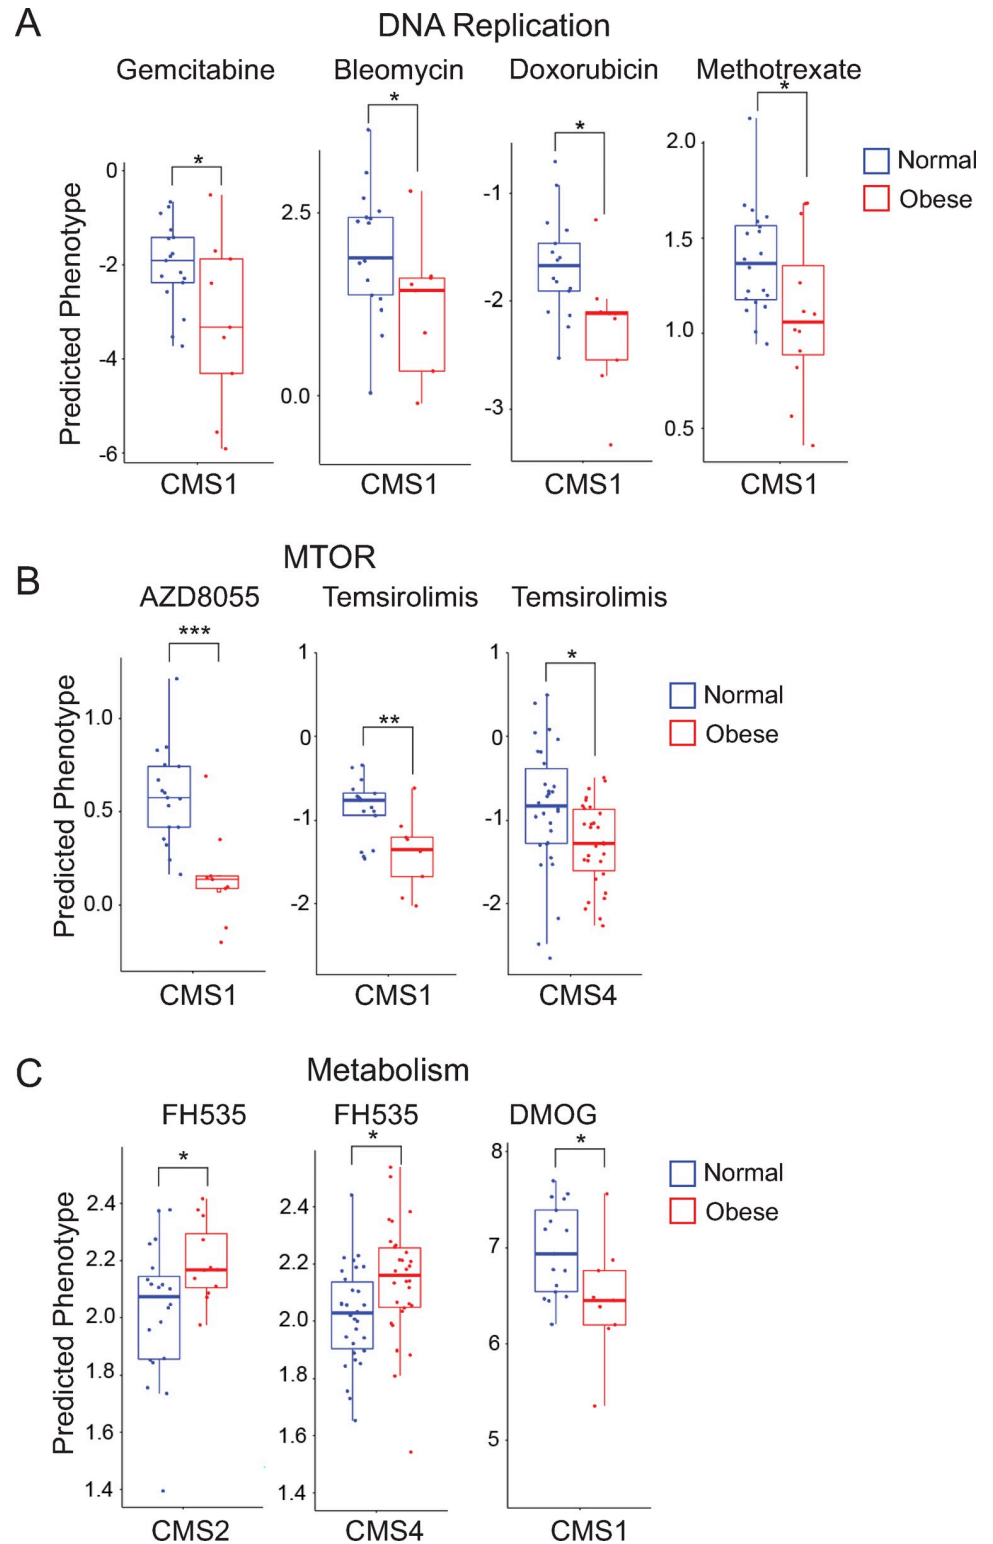 A
DNA Replication
Gemcitabine
Bleomycin
Doxorubicin
Methotrexate
*
*
*
*
Predicted Phenotype
0
-2
-4
-6
2.5
0.0
-1
-2
-3
2.0
1.5
1.0
0.5
Normal
Obese
CMS1
CMS1
CMS1
CMS1
B
MTOR
AZD8055
Temsirolimis
Temsirolimis
***
**
*
Predicted Phenotype
1.0
0.5
0.0
1
0
-1
-2
1
0
-1
-2
Normal
Obese
CMS1
CMS1
CMS4
C
Metabolism
FH535
FH535
DMOG
*
*
*
Predicted Phenotype
2.4
2.2
2.0
1.8
1.6
1.4
2.4
2.2
2.0
1.8
1.6
1.4
8
7
6
5
Normal
Obese
CMS2
CMS4
CMS1